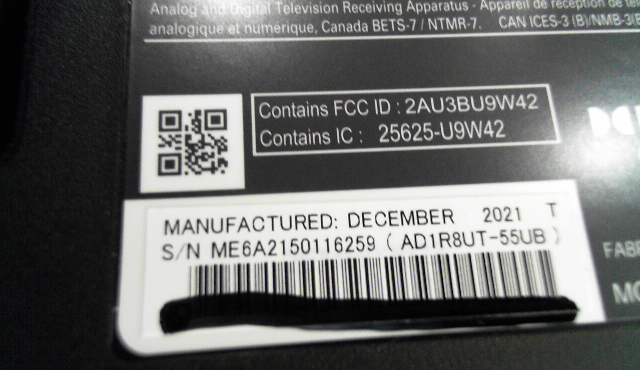 Analog and Digital Television Receiving Apparatus - Appareil de réception de
analogique et numérique, Canada BETS-7 / NTMR-7. CAN ICES-3 (B)/NMB-3(B
Contains FCC ID : 2AU3BU9W42
Contains IC : 25625-U9W42
MANUFACTURED: DECEMBER 2021 T
S/N ME6A2150116259 ( AD1R8UT-55UB )